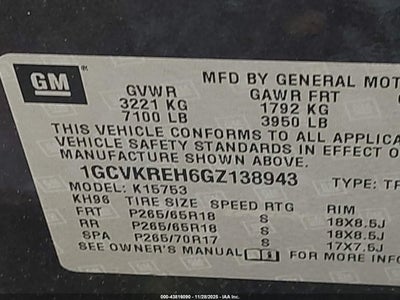 GM MFD BY GENERAL MOT
GVWR GAWR FRT
3221 KG 1792 KG
7100 LB 3950 LB
THIS VEHICLE CONFORMS TO ALL APPLICA
VEHICLE SAFETY STANDARDS IN EFFECT O
MANUFACTURE SHOWN ABOVE.
1GCVKREH6GZ138943
MODEL: K15753 TYPE: TR
KH96 TIRE SIZE SPEED RTG RIM
FRT P265/65R18 S 18X8.5J
RR P265/65R18 S 18X8.5J
SPA P265/70R17 S 17X7.5J
SEE OWNER'S MANUAL FOR MORE INFO
000-43818090 - 11/28/2025 - IAA Inc.